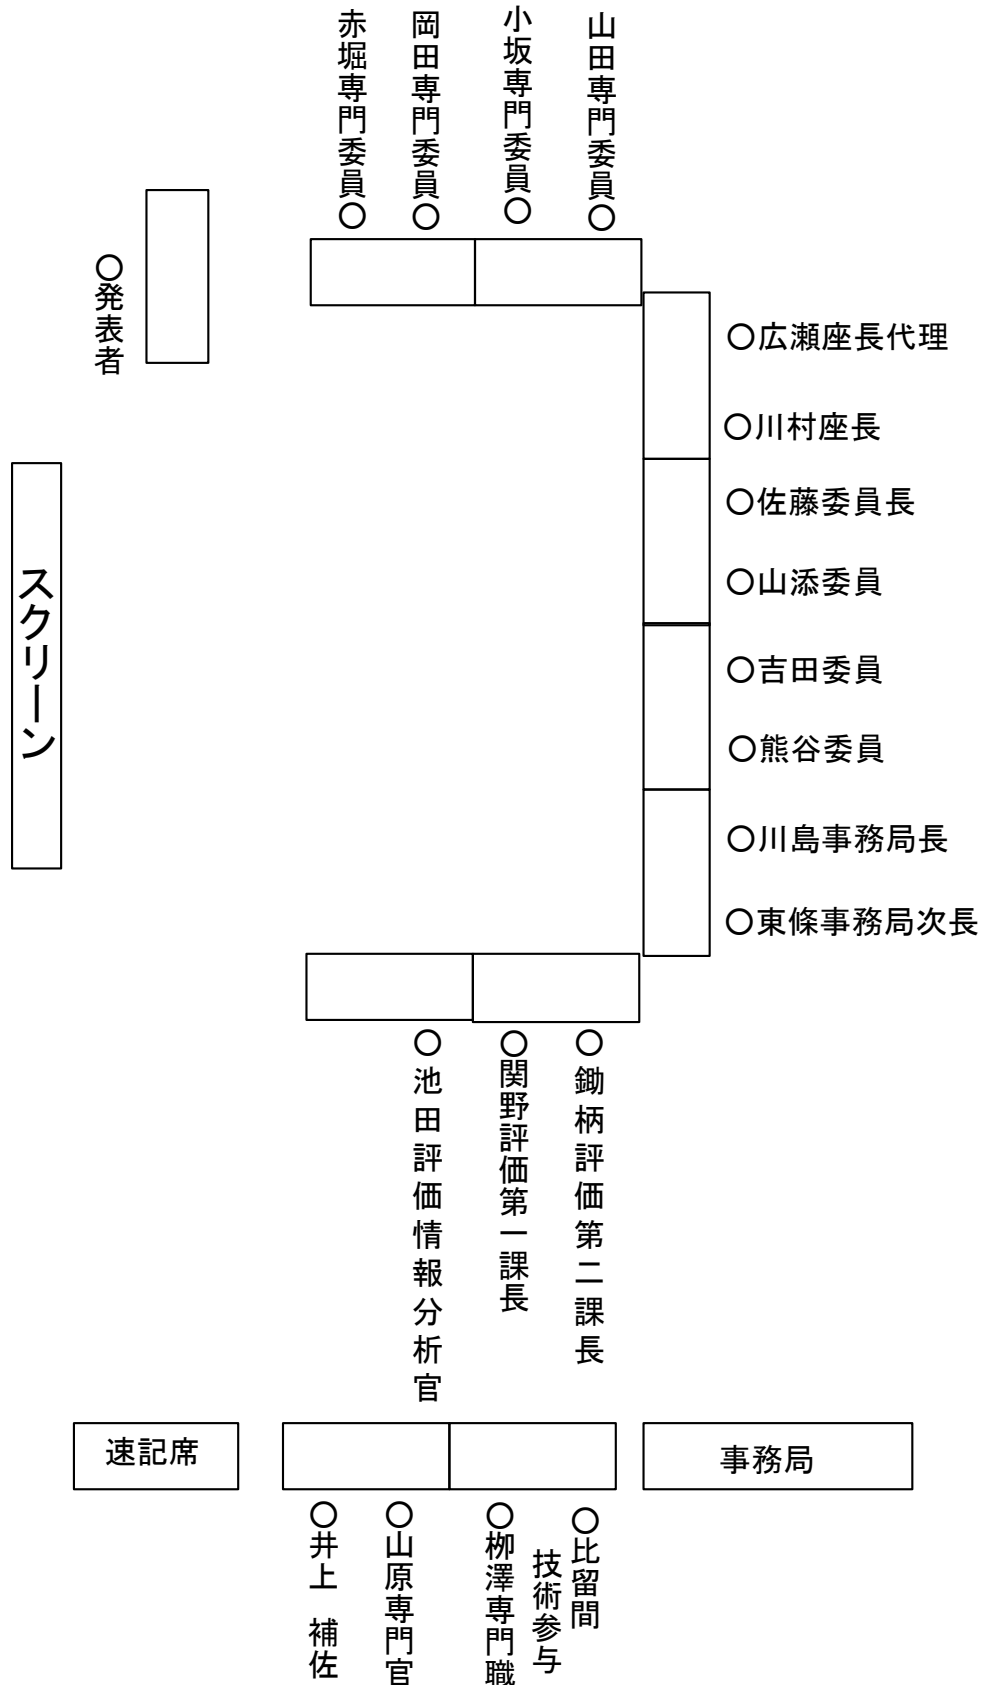 赤堀専門委員○
岡田専門委員○
小坂専門委員○
山田専門委員○
○発表者
○広瀬座長代理
○川村座長
○佐藤委員長
○山添委員
○吉田委員
○熊谷委員
○川島事務局長
○東條事務局次長
スクリーン
○池田評価情報分析官
○関野評価第一課長
○鋤柄評価第二課長
速記席
事務局
○井上 補佐
○山原専門官
○栁澤専門職
○比留間
技術参与